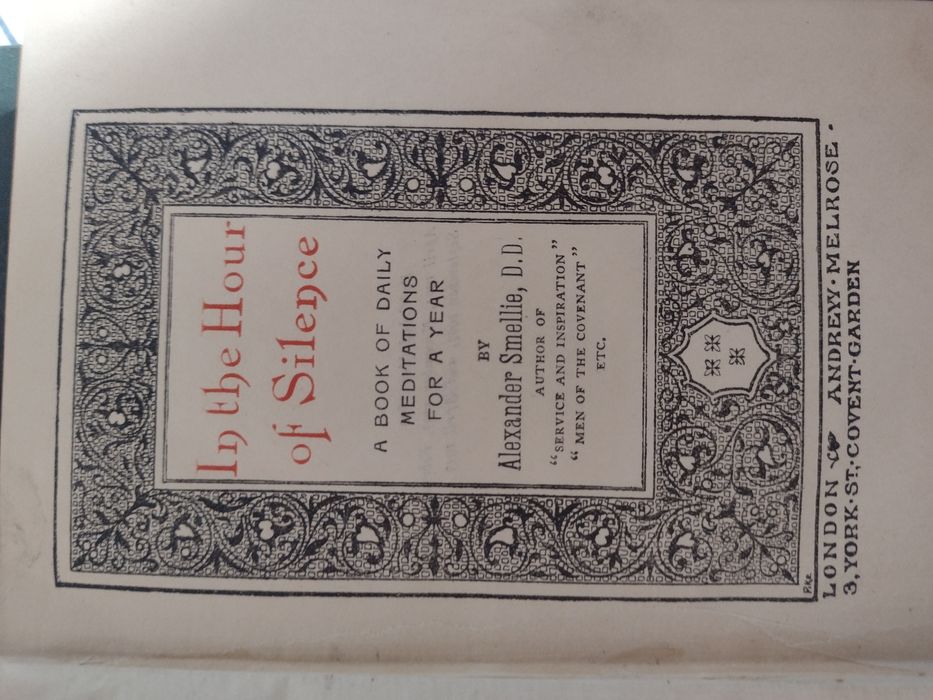 In the Hour
of Silence
A BOOK OF DAILY
MEDITATIONS
FOR A YEAR
BY
Alexander Smellie, D.D.
AUTHOR OF
“SERVICE AND INSPIRATION”
“MEN OF THE COVENANT”
ETC.
Pike
LONDON ANDREW·MELROSE·
3,YORK·ST;·COVENT·GARDEN